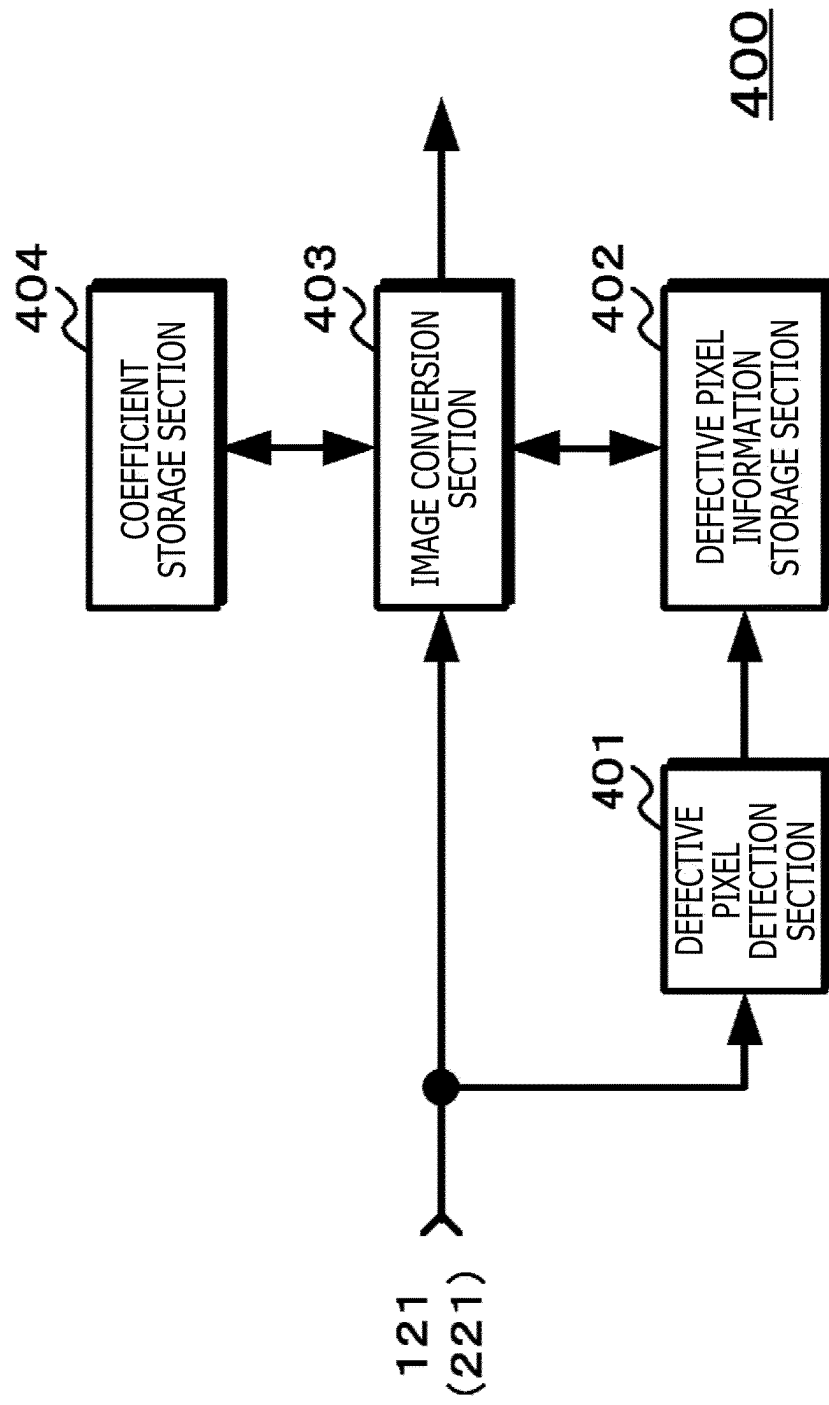 404
COEFFICIENT
STORAGE SECTION
121
(221)
403
IMAGE CONVERSION
SECTION
401
DEFECTIVE
PIXEL
DETECTION
SECTION
402
DEFECTIVE PIXEL
INFORMATION
STORAGE SECTION
400